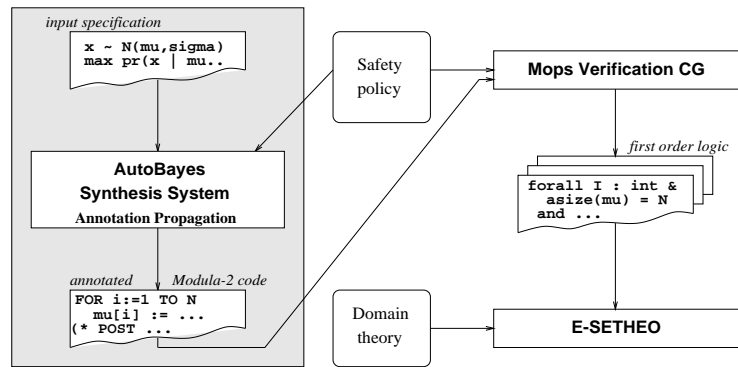 input specification
x ~ N(mu,sigma)
max pr(x | mu..
AutoBayes
Synthesis System
Annotation Propagation
annotated Modula-2 code
FOR i:=1 TO N
mu[i] := ...
(* POST ...
Safety
policy
Domain
theory
Mops Verification CG
first order logic
forall I : int &
asize(mu) = N
and ...
E-SETHEO